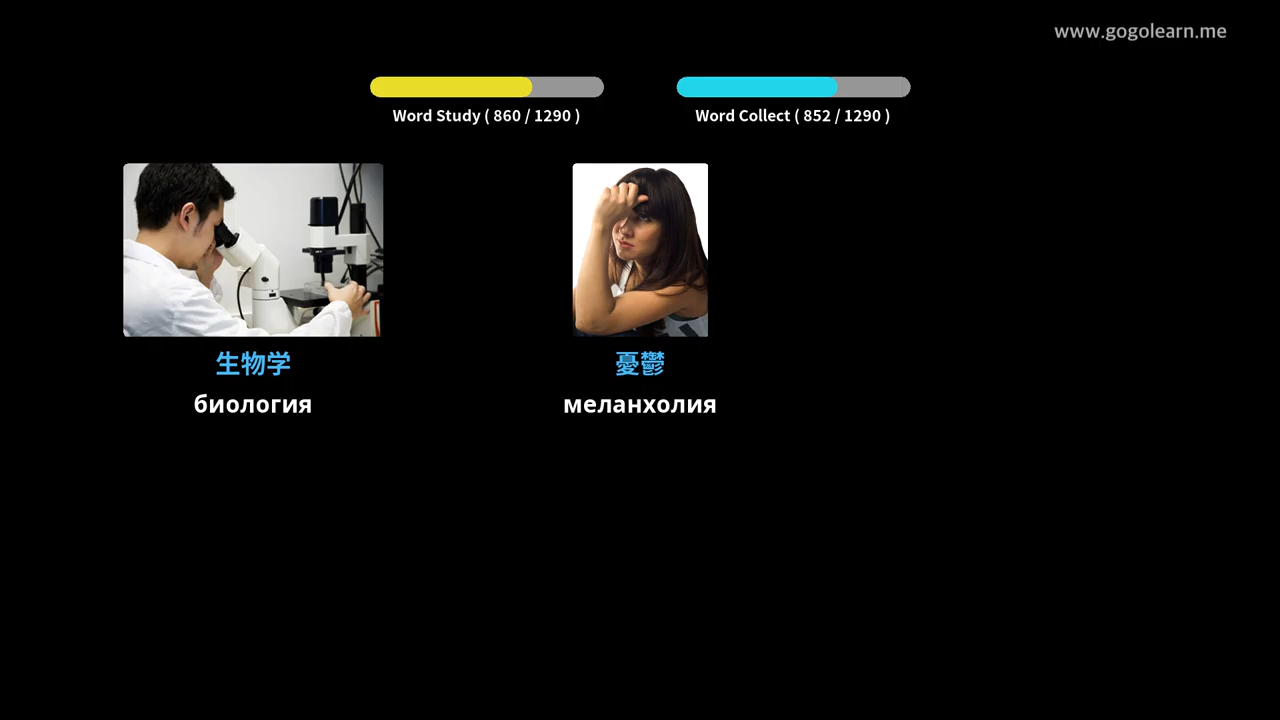 www.gogolearn.me
Word Study ( 860 / 1290 )
Word Collect ( 852 / 1290 )
生物学
биология
憂鬱
меланхолия